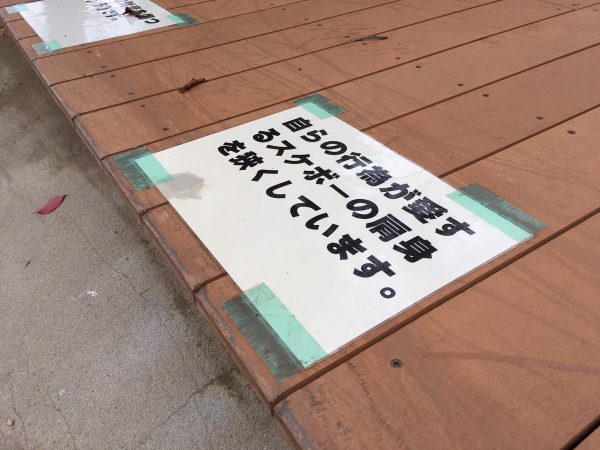 自らの行為が愛す
るスケボーの肩身
を狭くしています。